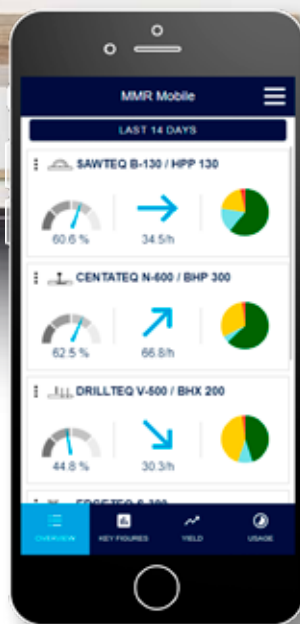 MMR Mobile
LAST 14 DAYS
SAWTEQ B-130 / HPP 130
60.6 % 34.5/h
CENTATEQ N-600 / BHP 300
62.5 % 66.8/h
DRILLTEQ V-500 / BHX 200
44.8 % 30.3/h
OVERVIEW KEY FIGURES YIELD USAGE